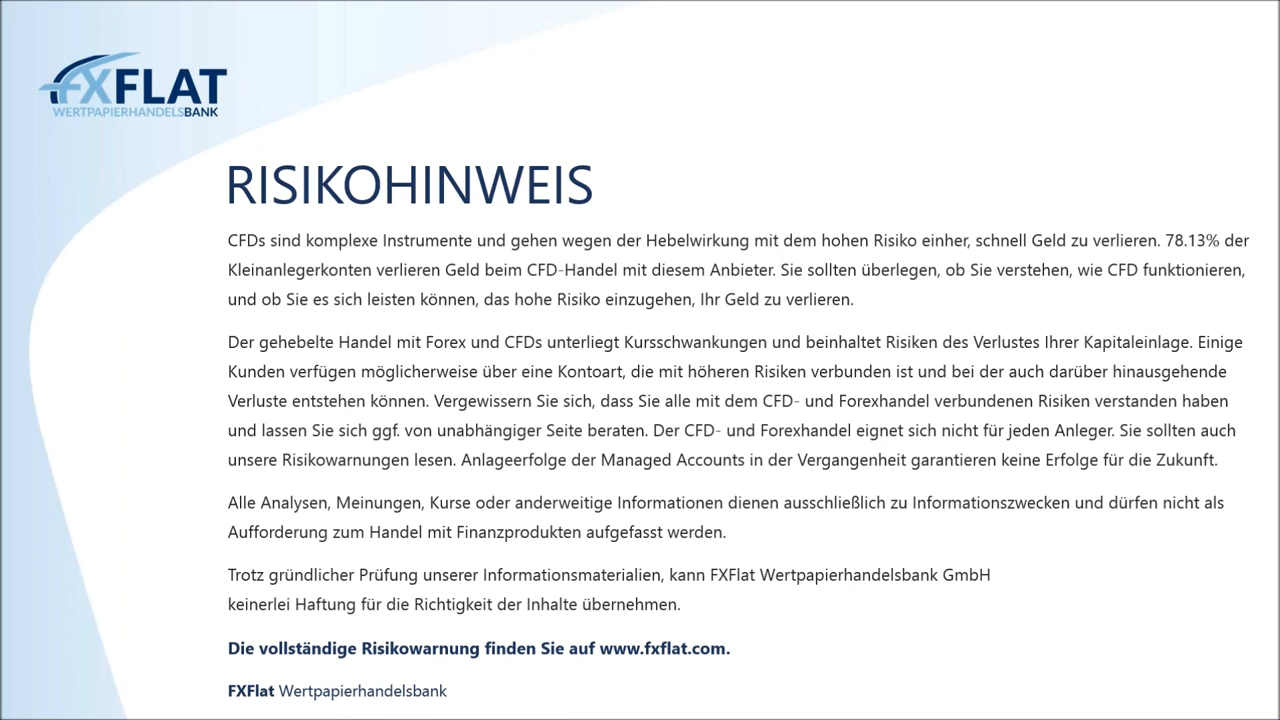 FXFLAT
WERTPAPIERHANDELSBANK
RISIKOHINWEIS
CFDs sind komplexe Instrumente und gehen wegen der Hebelwirkung mit dem hohen Risiko einher, schnell Geld zu verlieren. 78.13% der
Kleinanlegerkonten verlieren Geld beim CFD-Handel mit diesem Anbieter. Sie sollten überlegen, ob Sie verstehen, wie CFD funktionieren,
und ob Sie es sich leisten können, das hohe Risiko einzugehen, Ihr Geld zu verlieren.
Der gehebelte Handel mit Forex und CFDs unterliegt Kursschwankungen und beinhaltet Risiken des Verlustes Ihrer Kapitaleinlage. Einige
Kunden verfügen möglicherweise über eine Kontoart, die mit höheren Risiken verbunden ist und bei der auch darüber hinausgehende
Verluste entstehen können. Vergewissern Sie sich, dass Sie alle mit dem CFD- und Forexhandel verbundenen Risiken verstanden haben
und lassen Sie sich ggf. von unabhängiger Seite beraten. Der CFD- und Forexhandel eignet sich nicht für jeden Anleger. Sie sollten auch
unsere Risikowarnungen lesen. Anlageerfolge der Managed Accounts in der Vergangenheit garantieren keine Erfolge für die Zukunft.
Alle Analysen, Meinungen, Kurse oder anderweitige Informationen dienen ausschließlich zu Informationszwecken und dürfen nicht als
Aufforderung zum Handel mit Finanzprodukten aufgefasst werden.
Trotz gründlicher Prüfung unserer Informationsmaterialien, kann FXFlat Wertpapierhandelsbank GmbH
keinerlei Haftung für die Richtigkeit der Inhalte übernehmen.
Die vollständige Risikowarnung finden Sie auf www.fxflat.com.
FXFlat Wertpapierhandelsbank